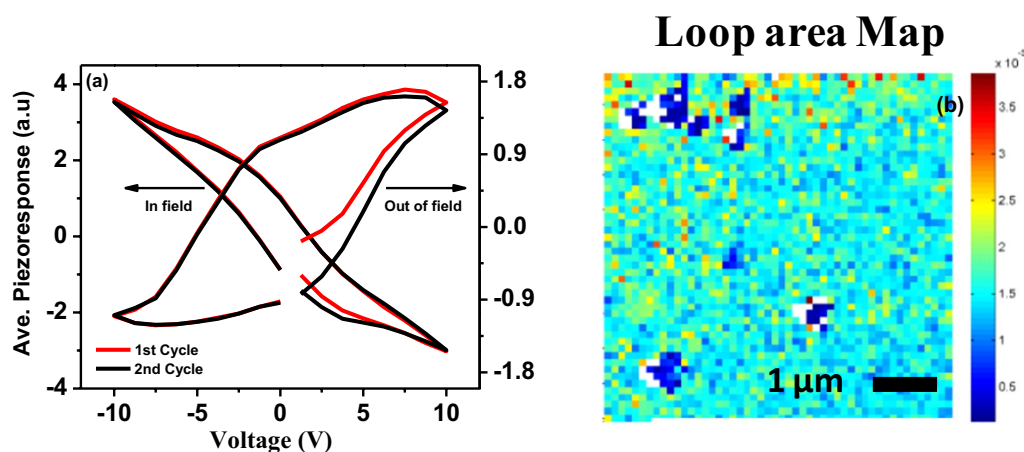 Loop area Map
(a)
Ave. Piezoresponse (a.u)
4
2
0
-2
-4
In field
Out of field
1st Cycle
2nd Cycle
1.8
0.9
0.0
-0.9
-1.8
-10
-5
0
5
10
Voltage (V)
(b)
1 µm
4
3.5
3
2.5
2
1.5
1
0.5